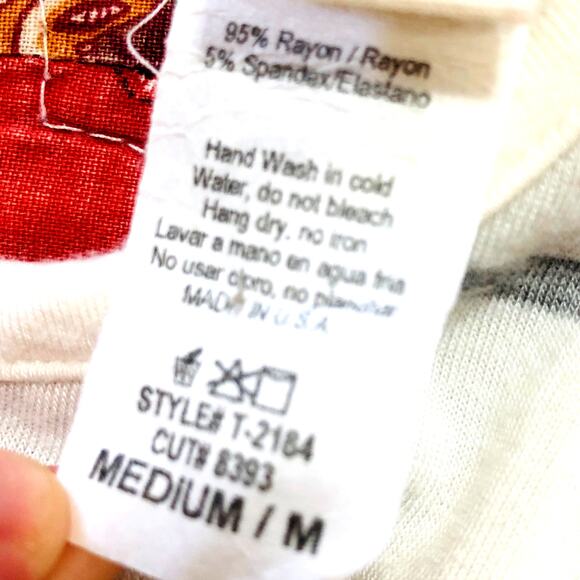 95% Rayon / Rayon
5% Spandex/Elastano
Hand Wash in cold
Water, do not bleach
Hang dry. no iron
Lavar a mano en agua fria
No usar cloro, no planchar
MADE IN U.S.A
STYLE# T-2184
CUT# 8393
MEDIUM / M